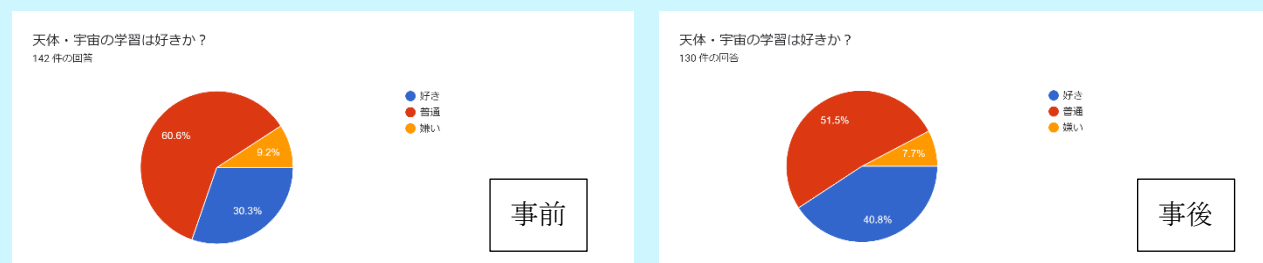 天体・宇宙の学習は好きか？
142 件の回答
好き
普通
嫌い
60.6%
9.2%
30.3%
事前
天体・宇宙の学習は好きか？
130 件の回答
好き
普通
嫌い
51.5%
7.7%
40.8%
事後